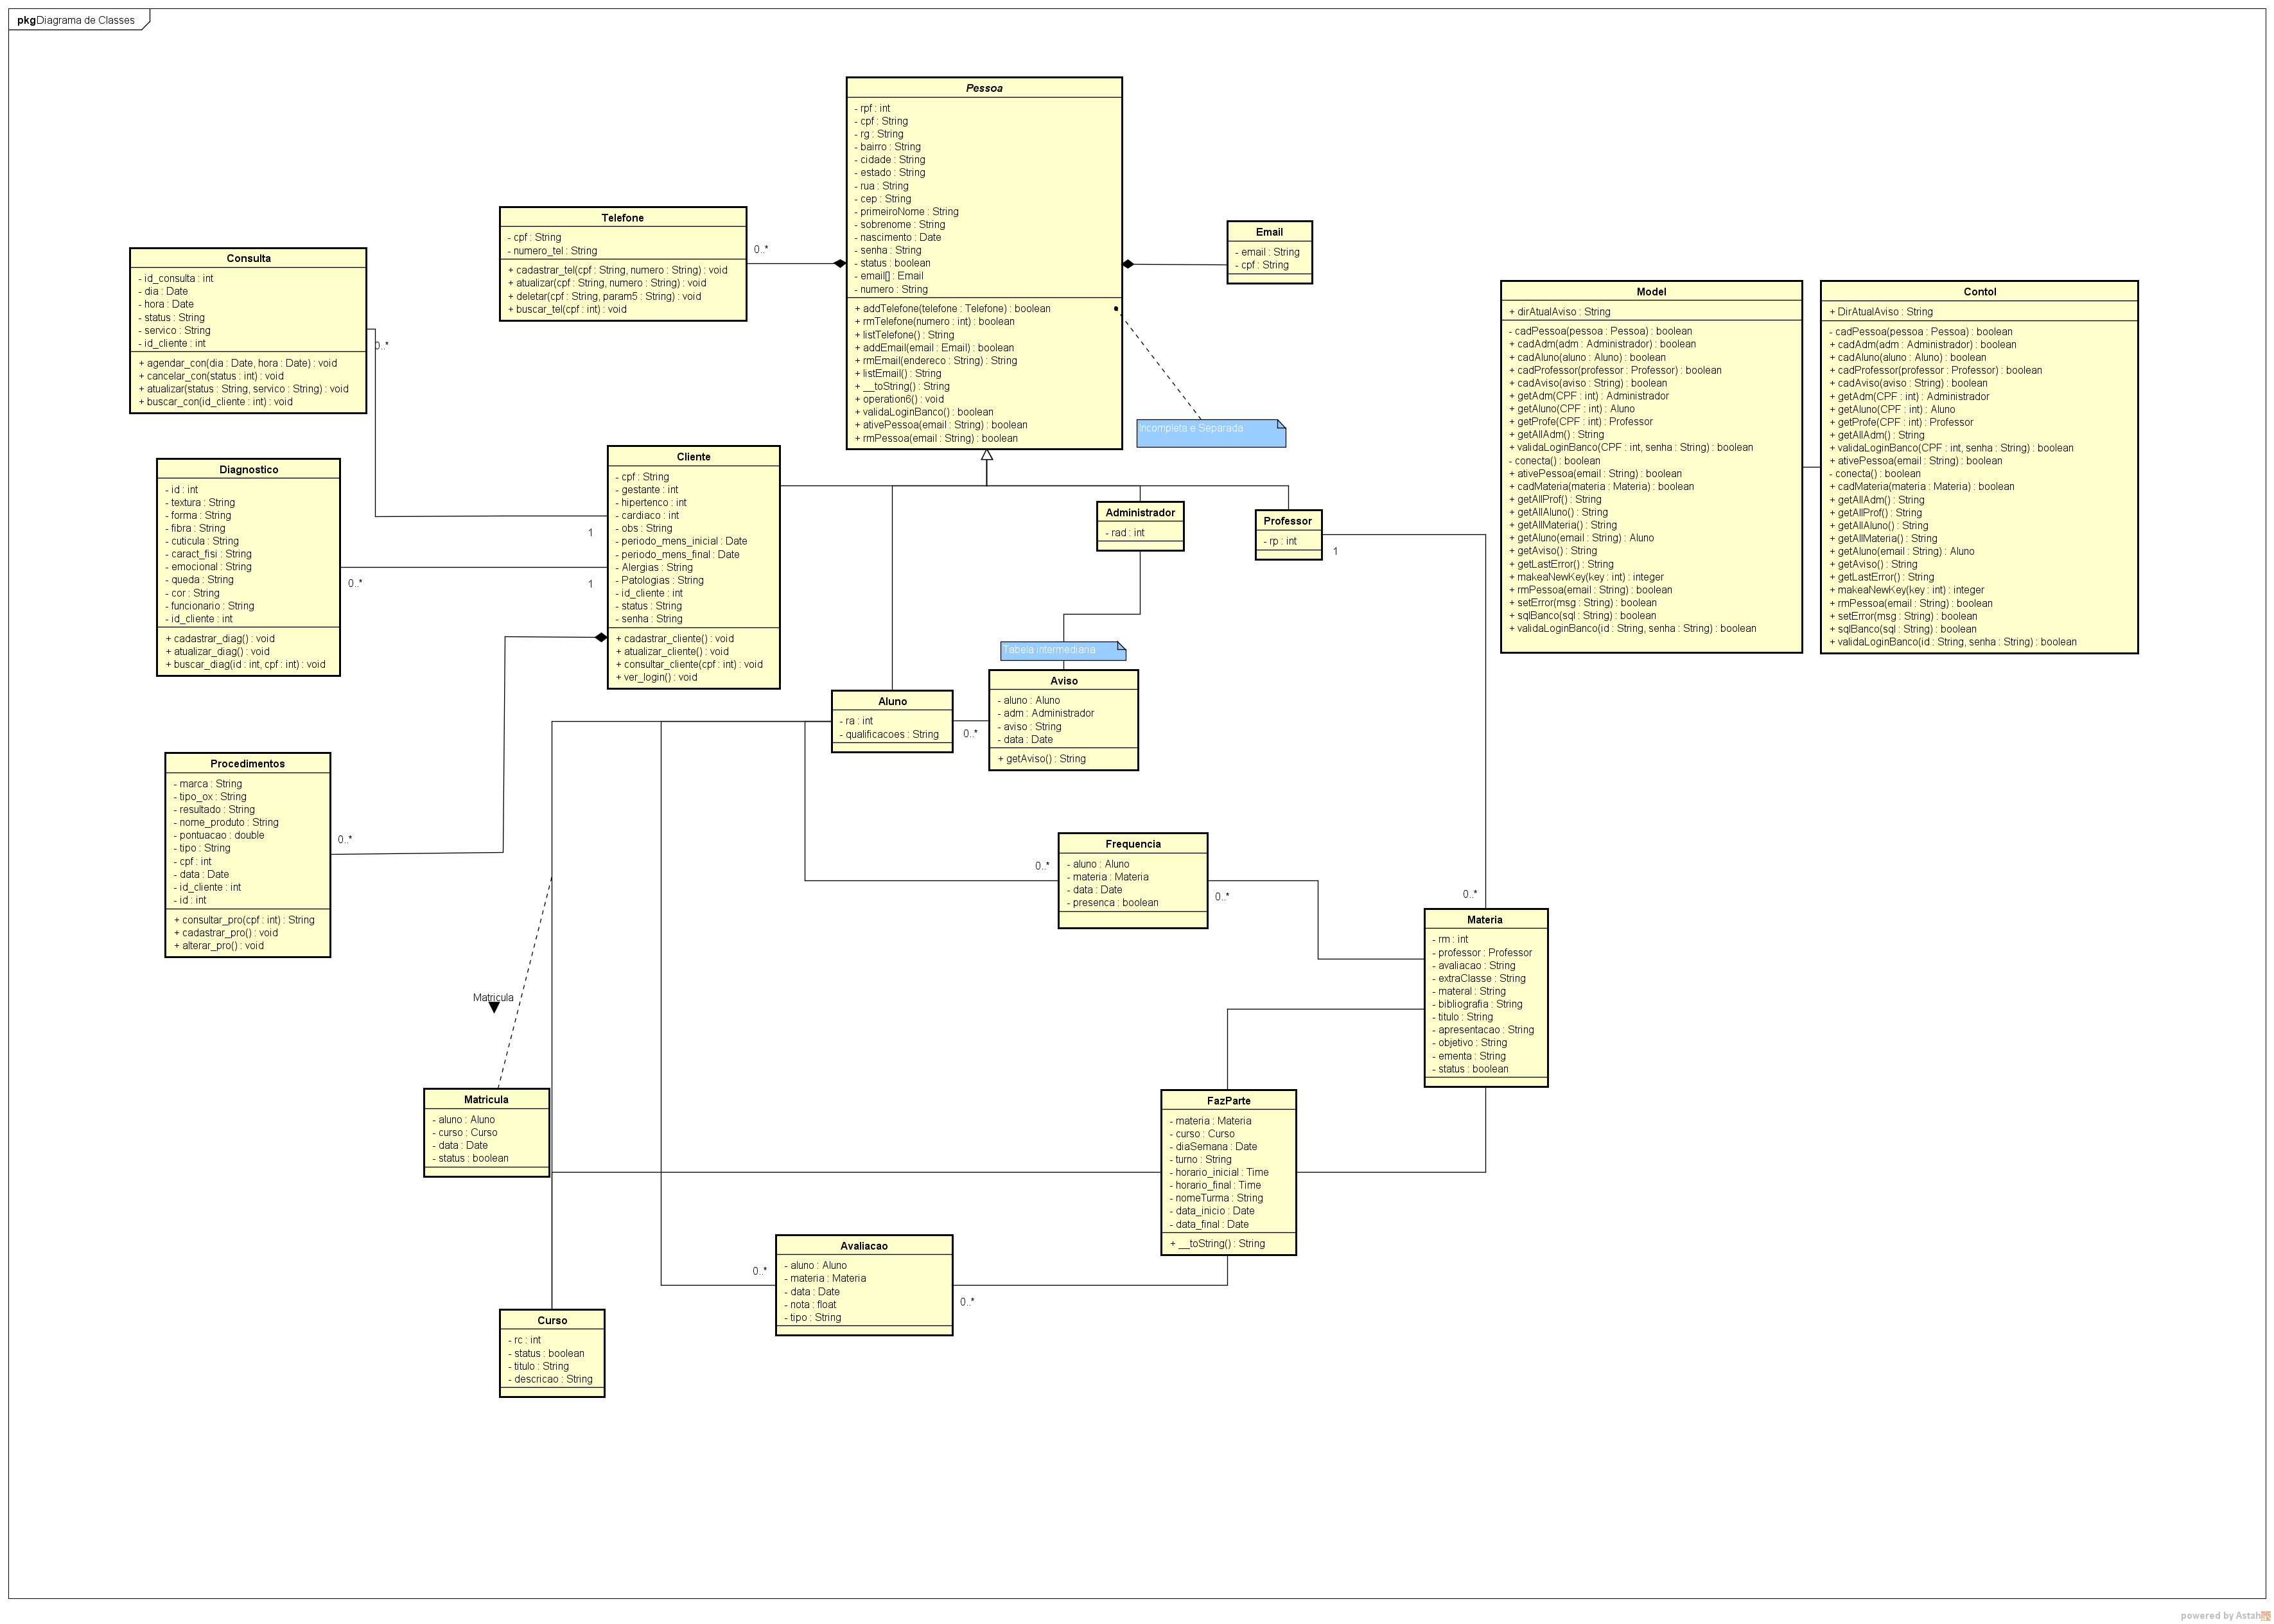 pkg Diagrama de Classes
Pessoa
- rpf : int
- cpf : String
- rg : String
- bairro : String
- cidade : String
- estado : String
- rua : String
- cep : String
- primeiroNome : String
- sobrenome : String
- nascimento : Date
- senha : String
- status : boolean
- email[] : Email
- numero : String
+ addTelefone(telefone : Telefone) : boolean
+ rmTelefone(numero : int) : boolean
+ listTelefone() : String
+ addEmail(email : Email) : boolean
+ rmEmail(endereco : String) : String
+ listEmail() : String
+ __toString() : String
+ operation6() : void
+ validaLoginBanco() : boolean
+ ativePessoa(email : String) : boolean
+ rmPessoa(email : String) : boolean
Telefone
- cpf : String
- numero_tel : String
+ cadastrar_tel(cpf : String, numero : String) : void
+ atualizar(cpf : String, numero : String) : void
+ deletar(cpf : String, param5 : String) : void
+ buscar_tel(cpf : int) : void
0..*
Email
- email : String
- cpf : String
Consulta
- id_consulta : int
- dia : Date
- hora : Date
- status : String
- servico : String
- id_cliente : int
+ agendar_con(dia : Date, hora : Date) : void
+ cancelar_con(status : int) : void
+ atualizar(status : String, servico : String) : void
+ buscar_con(id_cliente : int) : void
0..*
Model
+ dirAtualAviso : String
- cadPessoa(pessoa : Pessoa) : boolean
+ cadAdm(adm : Administrador) : boolean
+ cadAluno(aluno : Aluno) : boolean
+ cadProfessor(professor : Professor) : boolean
+ cadAviso(aviso : String) : boolean
+ getAdm(CPF : int) : Administrador
+ getAluno(CPF : int) : Aluno
+ getProfe(CPF : int) : Professor
+ getAllAdm() : String
+ validaLoginBanco(CPF : int, senha : String) : boolean
- conecta() : boolean
+ ativePessoa(email : String) : boolean
+ cadMateria(materia : Materia) : boolean
+ getAllProf() : String
+ getAllAluno() : String
+ getAllMateria() : String
+ getAluno(email : String) : Aluno
+ getAviso() : String
+ getLastError() : String
+ makeaNewKey(key : int) : integer
+ rmPessoa(email : String) : boolean
+ setError(msg : String) : boolean
+ sqlBanco(sql : String) : boolean
+ validaLoginBanco(id : String, senha : String) : boolean
Contol
+ DirAtualAviso : String
- cadPessoa(pessoa : Pessoa) : boolean
+ cadAdm(adm : Administrador) : boolean
+ cadAluno(aluno : Aluno) : boolean
+ cadProfessor(professor : Professor) : boolean
+ cadAviso(aviso : String) : boolean
+ getAdm(CPF : int) : Administrador
+ getAluno(CPF : int) : Aluno
+ getProfe(CPF : int) : Professor
+ getAllAdm() : String
+ validaLoginBanco(CPF : int, senha : String) : boolean
+ ativePessoa(email : String) : boolean
- conecta() : boolean
+ cadMateria(materia : Materia) : boolean
+ getAllAdm() : String
+ getAllProf() : String
+ getAllAluno() : String
+ getAllMateria() : String
+ getAluno(email : String) : Aluno
+ getAviso() : String
+ getLastError() : String
+ makeaNewKey(key : int) : integer
+ rmPessoa(email : String) : boolean
+ setError(msg : String) : boolean
+ sqlBanco(sql : String) : boolean
+ validaLoginBanco(id : String, senha : String) : boolean
Incompleta e Separada
Diagnostico
- id : int
- textura : String
- forma : String
- fibra : String
- cuticula : String
- caract_fisi : String
- emocional : String
- queda : String
- cor : String
- funcionario : String
- id_cliente : int
+ cadastrar_diag() : void
+ atualizar_diag() : void
+ buscar_diag(id : int, cpf : int) : void
0..*
1
1
Cliente
- cpf : String
- gestante : int
- hipertenco : int
- cardiaco : int
- obs : String
- periodo_mens_inicial : Date
- periodo_mens_final : Date
- Alergias : String
- Patologias : String
- id_cliente : int
- status : String
- senha : String
+ cadastrar_cliente() : void
+ atualizar_cliente() : void
+ consultar_cliente(cpf : int) : void
+ ver_login() : void
Administrador
- rad : int
Professor
- rp : int
1
Tabela intermediaria
Aviso
- aluno : Aluno
- adm : Administrador
- aviso : String
- data : Date
+ getAviso() : String
Aluno
- ra : int
- qualificacoes : String
0..*
Procedimentos
- marca : String
- tipo_ox : String
- resultado : String
- nome_produto : String
- pontuacao : double
- tipo : String
- cpf : int
- data : Date
- id_cliente : int
- id : int
+ consultar_pro(cpf : int) : String
+ cadastrar_pro() : void
+ alterar_pro() : void
0..*
Frequencia
- aluno : Aluno
- materia : Materia
- data : Date
- presenca : boolean
0..*
0..*
0..*
Materia
- rm : int
- professor : Professor
- avaliacao : String
- extraClasse : String
- materal : String
- bibliografia : String
- titulo : String
- apresentacao : String
- objetivo : String
- ementa : String
- status : boolean
Matricula
Matricula
- aluno : Aluno
- curso : Curso
- data : Date
- status : boolean
FazParte
- materia : Materia
- curso : Curso
- diaSemana : Date
- turno : String
- horario_inicial : Time
- horario_final : Time
- nomeTurma : String
- data_inicio : Date
- data_final : Date
+ __toString() : String
Avaliacao
- aluno : Aluno
- materia : Materia
- data : Date
- nota : float
- tipo : String
0..*
0..*
Curso
- rc : int
- status : boolean
- titulo : String
- descricao : String
powered by Astah